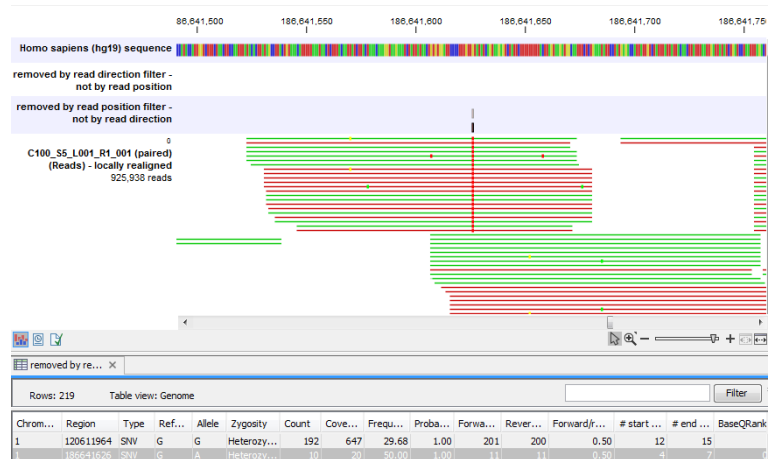 86,641,500 186,641,550 186,641,600 186,641,650 186,641,700 186,641,75
Homo sapiens (hg19) sequence
removed by read direction filter -
not by read position
removed by read position filter -
not by read direction
0
C100_S5_L001_R1_001 (paired)
(Reads) - locally realigned
925,938 reads
removed by re...
Rows: 219 Table view: Genome Filter
Chrom... Region Type Ref... Allele Zygosity Count Cove... Frequ... Proba... Forwa... Rever... Forward/r... # start ... # end ... BaseQRank
1 120611964 SNV G G Heterozy... 192 647 29.68 1.00 201 200 0.50 12 15
1 186641626 SNV G A Heterozy... 10 20 50.00 1.00 11 11 0.50 4 7 0